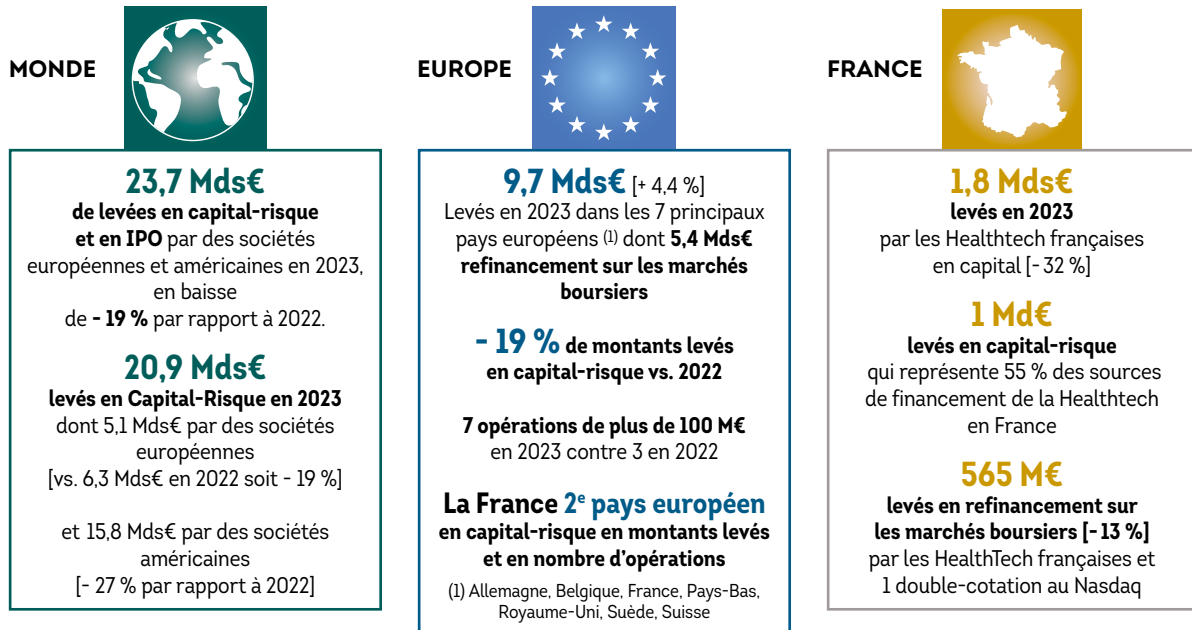 MONDE
23,7 Mds€
de levées en capital-risque
et en IPO par des sociétés
européennes et américaines en 2023,
en baisse
de - 19 % par rapport à 2022.
20,9 Mds€
levés en Capital-Risque en 2023
dont 5,1 Mds€ par des sociétés
européennes
[vs. 6,3 Mds€ en 2022 soit - 19 %]
et 15,8 Mds€ par des sociétés
américaines
[- 27 % par rapport à 2022]
EUROPE
9,7 Mds€ [+ 4,4 %]
Levés en 2023 dans les 7 principaux
pays européens (1) dont 5,4 Mds€
refinancement sur les marchés
boursiers
- 19 % de montants levés
en capital-risque vs. 2022
7 opérations de plus de 100 M€
en 2023 contre 3 en 2022
La France 2e pays européen
en capital-risque en montants levés
et en nombre d'opérations
(1) Allemagne, Belgique, France, Pays-Bas,
Royaume-Uni, Suède, Suisse
FRANCE
1,8 Mds€
levés en 2023
par les Healthtech françaises
en capital [- 32 %]
1 Md€
levés en capital-risque
qui représente 55 % des sources
de financement de la Healthtech
en France
565 M€
levés en refinancement sur
les marchés boursiers [- 13 %]
par les HealthTech françaises et
1 double-cotation au Nasdaq